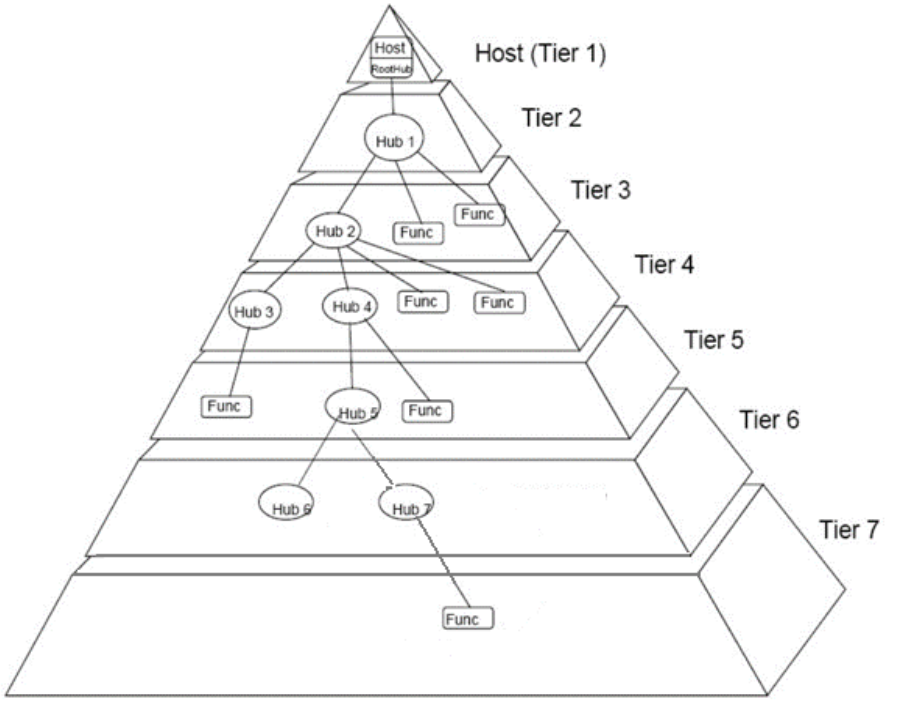 Host
RootHub
Host (Tier 1)
Tier 2
Hub 1
Tier 3
Func
Func
Hub 2
Tier 4
Func
Func
Hub 3
Hub 4
Tier 5
Func
Hub 5
Func
Tier 6
Hub 6
Hub 7
Tier 7
Func